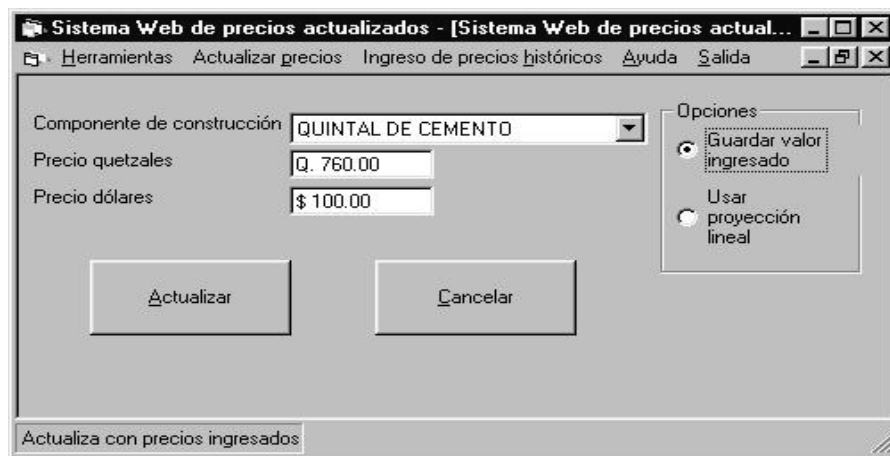 Sistema Web de precios actualizados - [Sistema Web de precios actual...
Herramientas Actualizar precios Ingreso de precios históricos Ayuda Salida
Componente de construcción QUINTAL DE CEMENTO
Precio quetzales Q. 760.00
Precio dólares $ 100.00
Opciones
Guardar valor
ingresado
Usar
proyección
lineal
Actualizar Cancelar
Actualiza con precios ingresados